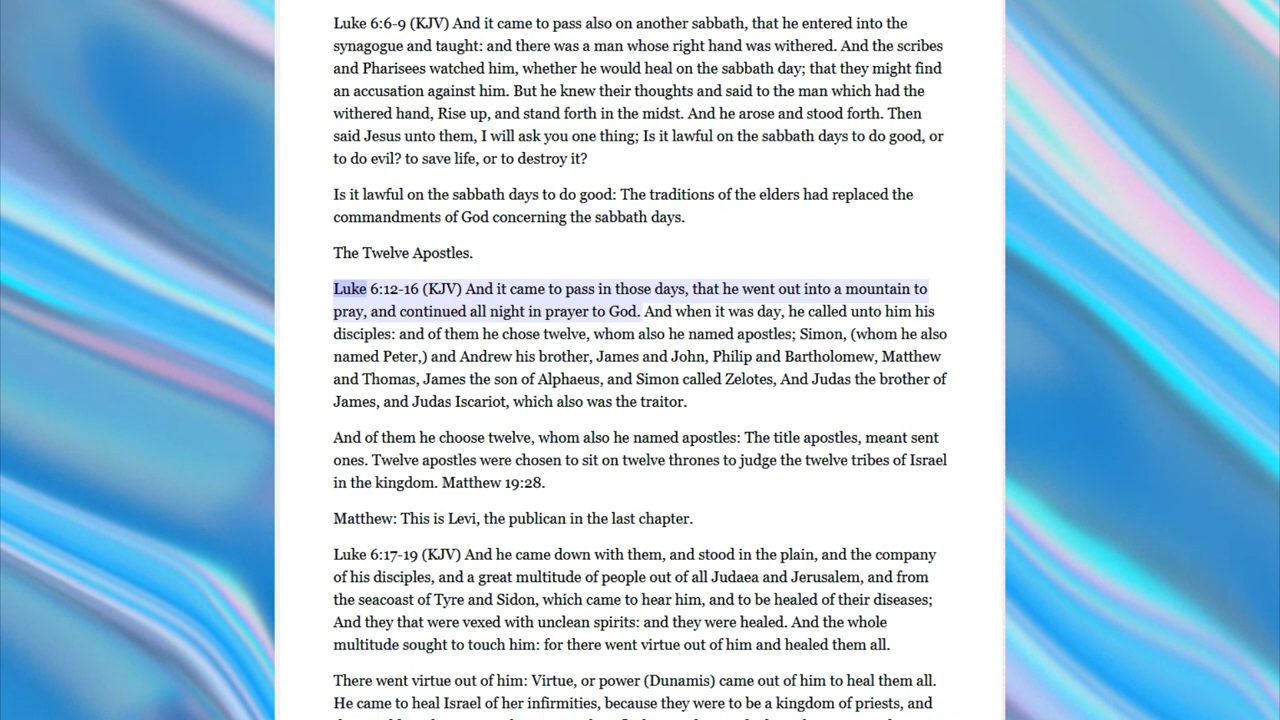 Luke 6:6-9 (KJV) And it came to pass also on another sabbath, that he entered into the
synagogue and taught: and there was a man whose right hand was withered. And the scribes
and Pharisees watched him, whether he would heal on the sabbath day; that they might find
an accusation against him. But he knew their thoughts and said to the man which had the
withered hand, Rise up, and stand forth in the midst. And he arose and stood forth. Then
said Jesus unto them, I will ask you one thing; Is it lawful on the sabbath days to do good, or
to do evil? to save life, or to destroy it?
Is it lawful on the sabbath days to do good: The traditions of the elders had replaced the
commandments of God concerning the sabbath days.
The Twelve Apostles.
Luke 6:12-16 (KJV) And it came to pass in those days, that he went out into a mountain to
pray, and continued all night in prayer to God. And when it was day, he called unto him his
disciples: and of them he chose twelve, whom also he named apostles; Simon, (whom he also
named Peter,) and Andrew his brother, James and John, Philip and Bartholomew, Matthew
and Thomas, James the son of Alphaeus, and Simon called Zelotes, And Judas the brother of
James, and Judas Iscariot, which also was the traitor.
And of them he choose twelve, whom also he named apostles: The title apostles, meant sent
ones. Twelve apostles were chosen to sit on twelve thrones to judge the twelve tribes of Israel
in the kingdom. Matthew 19:28.
Matthew: This is Levi, the publican in the last chapter.
Luke 6:17-19 (KJV) And he came down with them, and stood in the plain, and the company
of his disciples, and a great multitude of people out of all Judaea and Jerusalem, and from
the seacoast of Tyre and Sidon, which came to hear him, and to be healed of their diseases;
And they that were vexed with unclean spirits: and they were healed. And the whole
multitude sought to touch him: for there went virtue out of him and healed them all.
There went virtue out of him: Virtue, or power (Dunamis) came out of him to heal them all.
He came to heal Israel of her infirmities, because they were to be a kingdom of priests, and